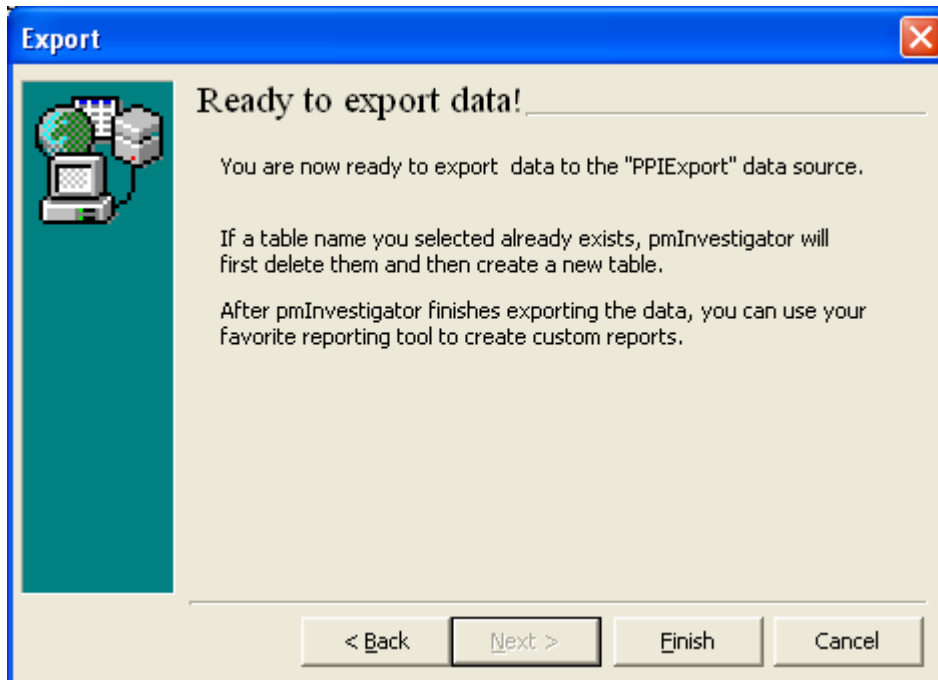 Export
Ready to export data!
You are now ready to export  data to the "PPIExport" data source.
If a table name you selected already exists, pmInvestigator will
first delete them and then create a new table.
After pmInvestigator finishes exporting the data, you can use your
favorite reporting tool to create custom reports.
< Back
Next >
Finish
Cancel